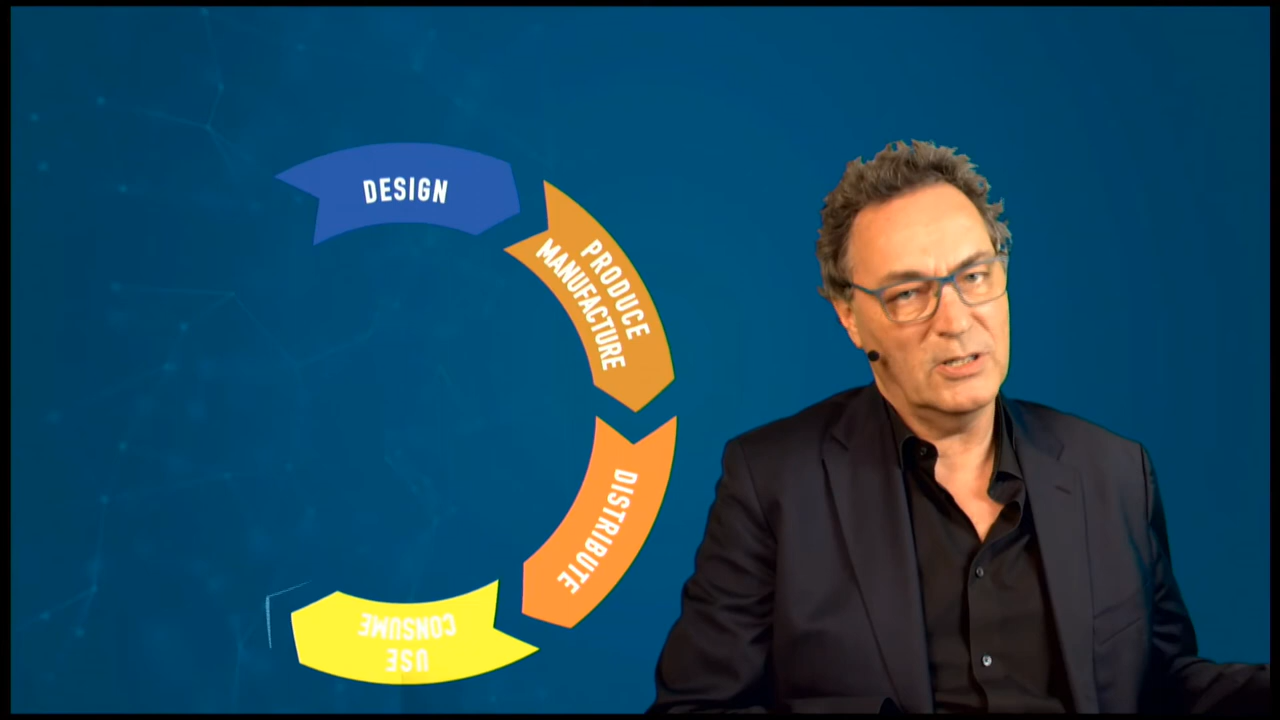 DESIGN
PRODUCE
MANUFACTURE
DISTRIBUTE
USE
CONSUME